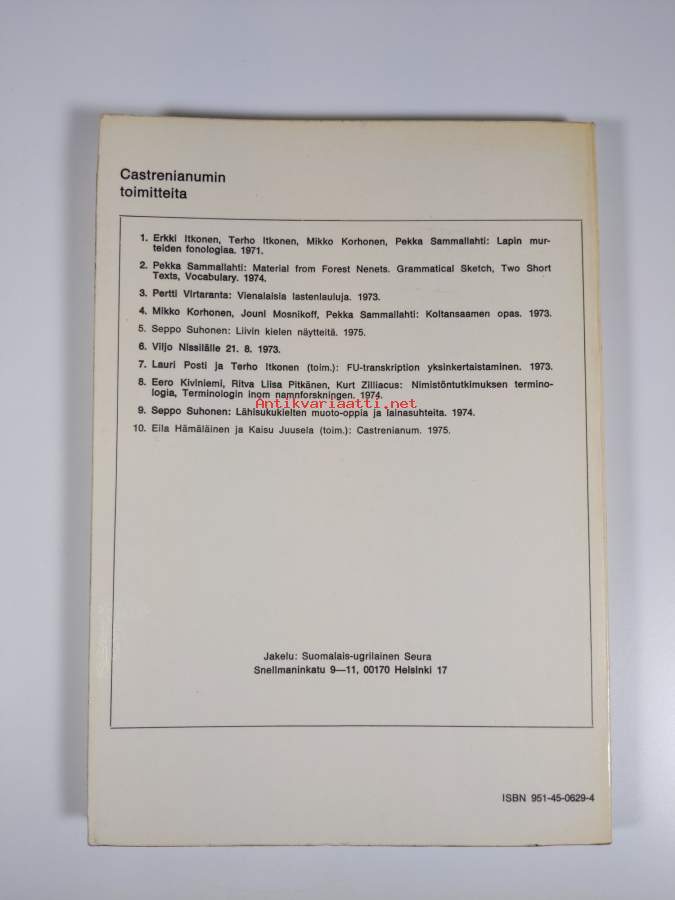 Castrenianumin
toimitteita
1. Erkki Itkonen, Terho Itkonen, Mikko Korhonen, Pekka Sammallahti: Lapin mur-
teiden fonologiaa. 1971.
2. Pekka Sammallahti: Material from Forest Nenets. Grammatical Sketch, Two Short
Texts, Vocabulary. 1974.
3. Pertti Virtaranta: Vienalaisia lastenlauluja. 1973.
4. Mikko Korhonen, Jouni Mosnikoff, Pekka Sammallahti: Koltansaamen opas. 1973.
5. Seppo Suhonen: Liivin kielen näytteitä. 1975.
6. Viljo Nissilälle 21. 8. 1973.
7. Lauri Posti ja Terho Itkonen (toim.): FU-transkription yksinkertaistaminen. 1973.
8. Eero Kiviniemi, Ritva Liisa Pitkänen, Kurt Zilliacus: Nimistöntutkimuksen termino-
logia, Terminologin inom namnforskningen. 1974.
Antikvariaatti.net
9. Seppo Suhonen: Lähisukukielten muoto-oppia ja lainasuhteita. 1974.
10. Eila Hämäläinen ja Kaisu Juusela (toim.): Castrenianum. 1975.
Jakelu: Suomalais-ugrilainen Seura
Snellmaninkatu 9—11, 00170 Helsinki 17
ISBN 951-45-0629-4